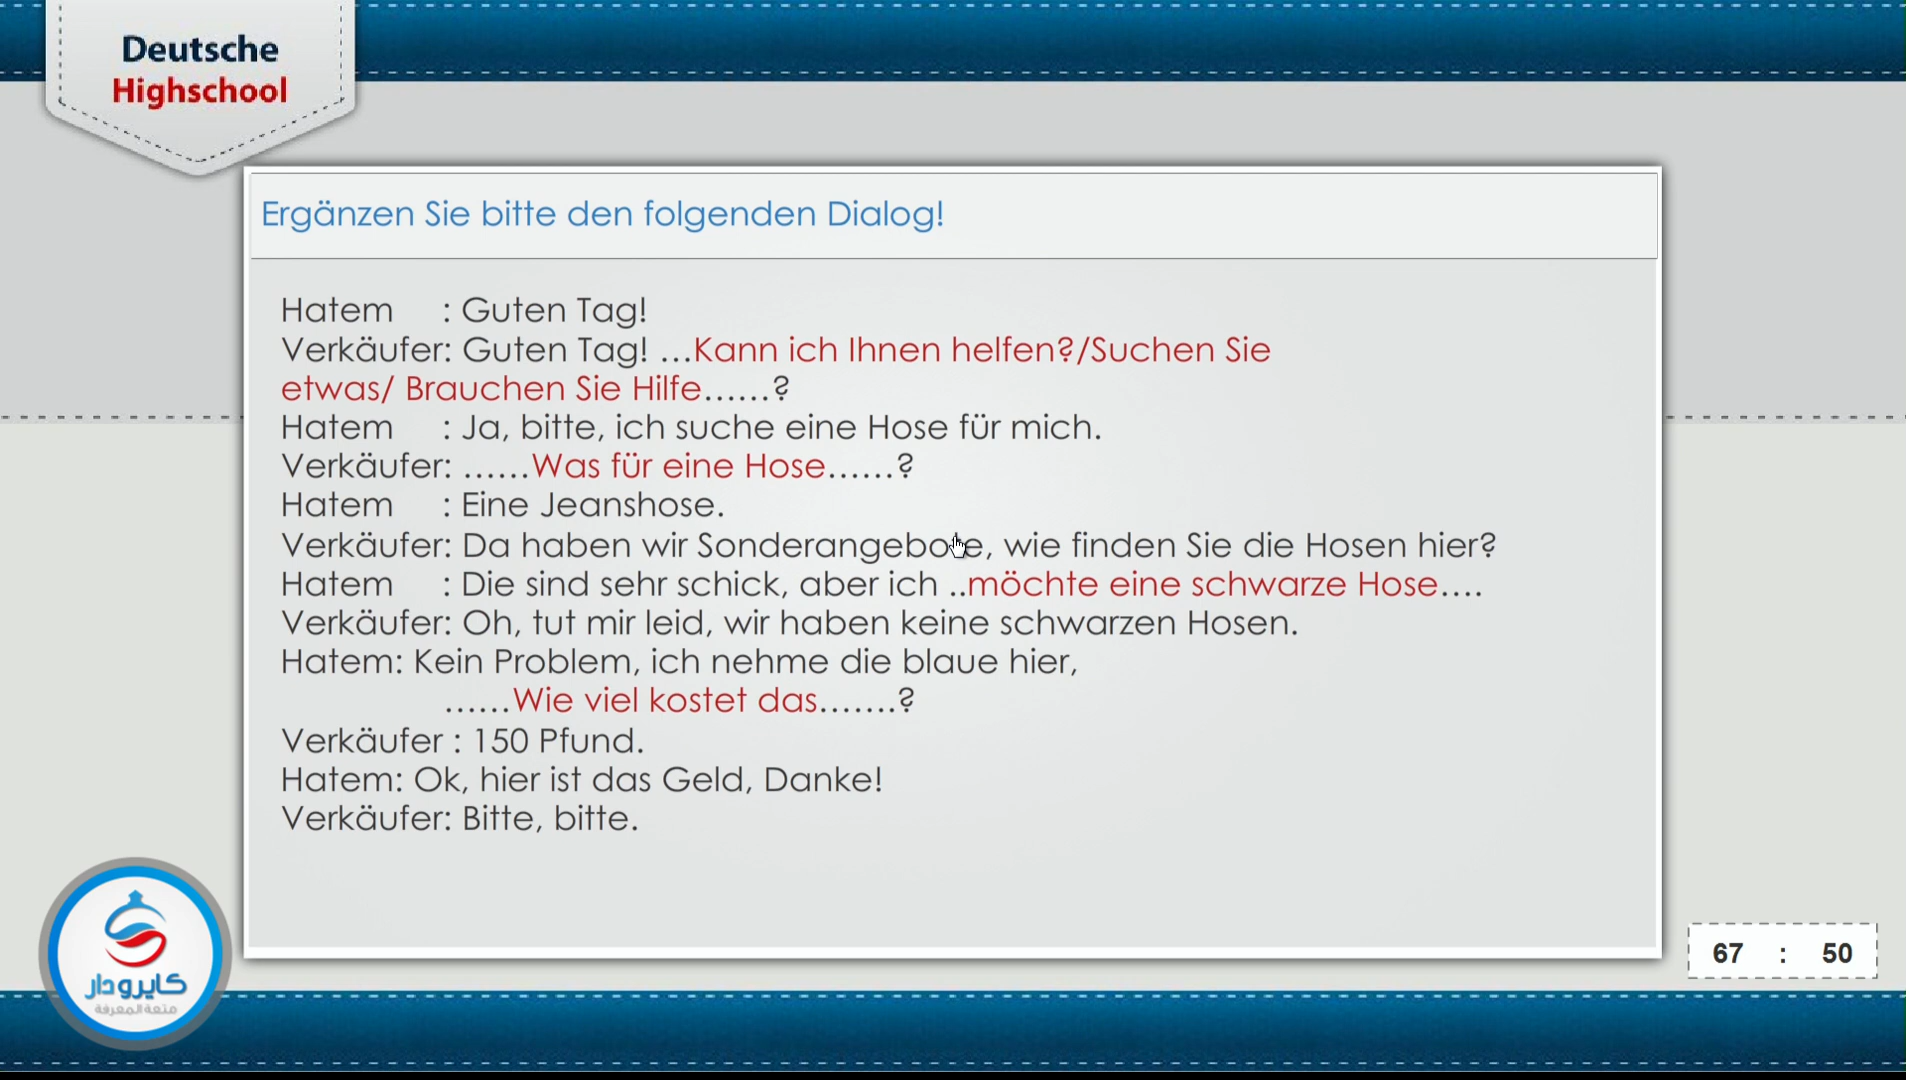 Deutsche
Highschool
Ergänzen Sie bitte den folgenden Dialog!
Hatem : Guten Tag!
Verkäufer: Guten Tag! ...Kann ich Ihnen helfen?/Suchen Sie
etwas/ Brauchen Sie Hilfe......?
Hatem : Ja, bitte, ich suche eine Hose für mich.
Verkäufer: ......Was für eine Hose......?
Hatem : Eine Jeanshose.
Verkäufer: Da haben wir Sonderangebote, wie finden Sie die Hosen hier?
Hatem : Die sind sehr schick, aber ich ..möchte eine schwarze Hose....
Verkäufer: Oh, tut mir leid, wir haben keine schwarzen Hosen.
Hatem: Kein Problem, ich nehme die blaue hier,
......Wie viel kostet das.......?
Verkäufer : 150 Pfund.
Hatem: Ok, hier ist das Geld, Danke!
Verkäufer: Bitte, bitte.
67 : 50
كايرودار
متعة المعرفة